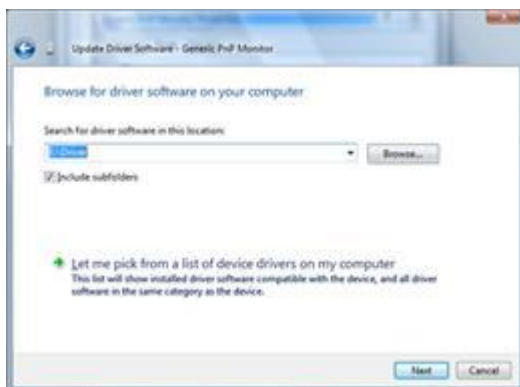 Update Driver Software - Generic PnP Monitor
Browse for driver software on your computer
Search for driver software in this location:
Browse...
Include subfolders
Let me pick from a list of device drivers on my computer
This list will show installed driver software compatible with the device, and all driver
software in the same category as the device.
Next Cancel